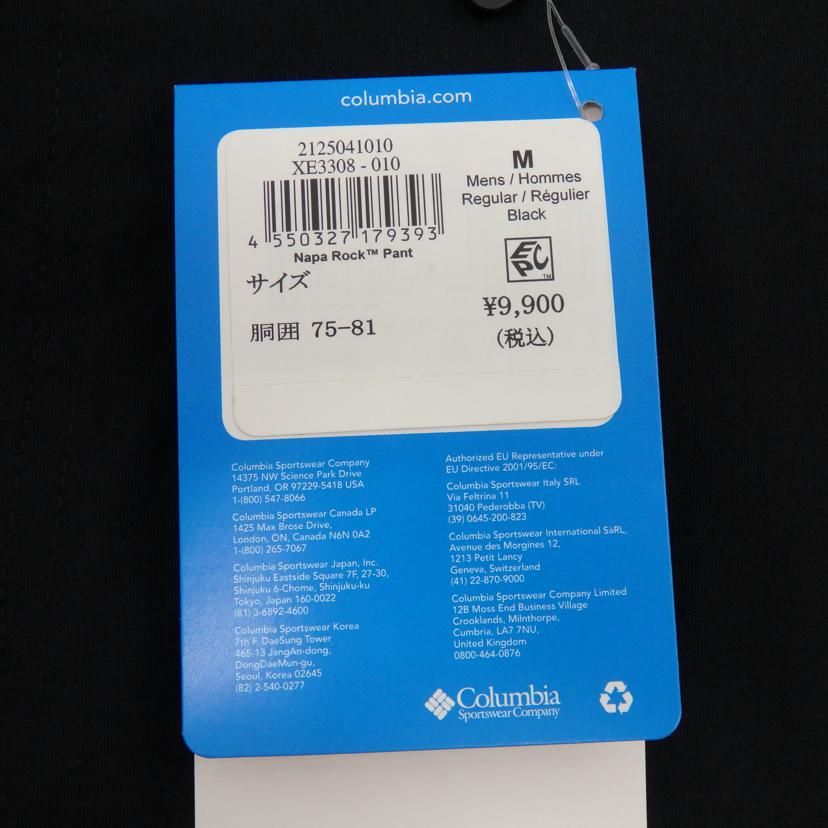 columbia.com
2125041010
XE3308 - 010
4 550327 179393
Napa Rock™ Pant
サイズ
胴囲 75-81
M
Mens / Hommes
Regular / Régulier
Black
EPC™
¥9,900
(税込)
Columbia Sportswear Company
14375 NW Science Park Drive
Portland, OR 97229-5418 USA
1-(800) 547-8066
Columbia Sportswear Canada LP
1425 Max Brose Drive,
London, ON, Canada N6N 0A2
1-(800) 265-7067
Columbia Sportswear Japan, Inc.
Shinjuku Eastside Square 7F, 27-30,
Shinjuku 6-Chome, Shinjuku-ku
Tokyo, Japan 160-0022
(81) 3-6892-4600
Columbia Sportswear Korea
7th F. DaeSung Tower
465-13 JangAn-dong,
DongDaeMun-gu,
Seoul, Korea 02645
(82) 2-540-0277
Authorized EU Representative under
EU Directive 2001/95/EC:
Columbia Sportswear Italy SRL
Via Feltrina 11
31040 Pederobba (TV)
(39) 0645-200-823
Columbia Sportswear International SàRL,
Avenue des Morgines 12,
1213 Petit Lancy
Geneva, Switzerland
(41) 22-870-9000
Columbia Sportswear Company Limited
12B Moss End Business Village
Crooklands, Milnthorpe,
Cumbria, LA7 7NU,
United Kingdom
0800-464-0876
Columbia
Sportswear Company